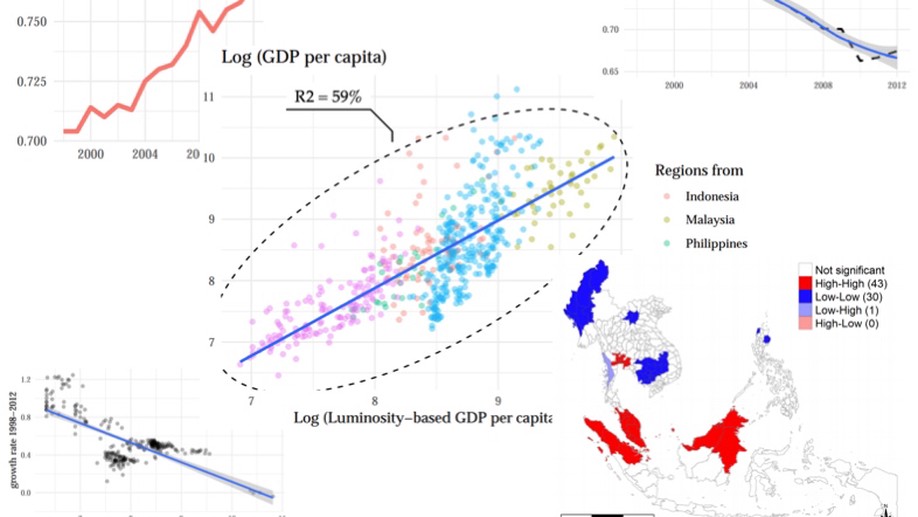 0.750
0.725
0.700
2000
2004
20
Log (GDP per capita)
R2 = 59%
11
10
9
8
7
7
8
9
Log (Luminosity−based GDP per capita
0.70
0.65
2000
2004
2008
2012
Regions from
Indonesia
Malaysia
Philippines
Not significant
High-High (43)
Low-Low (30)
Low-High (1)
High-Low (0)
growth rate 1998−2012
1.2
0.8
0.4
0.0
N